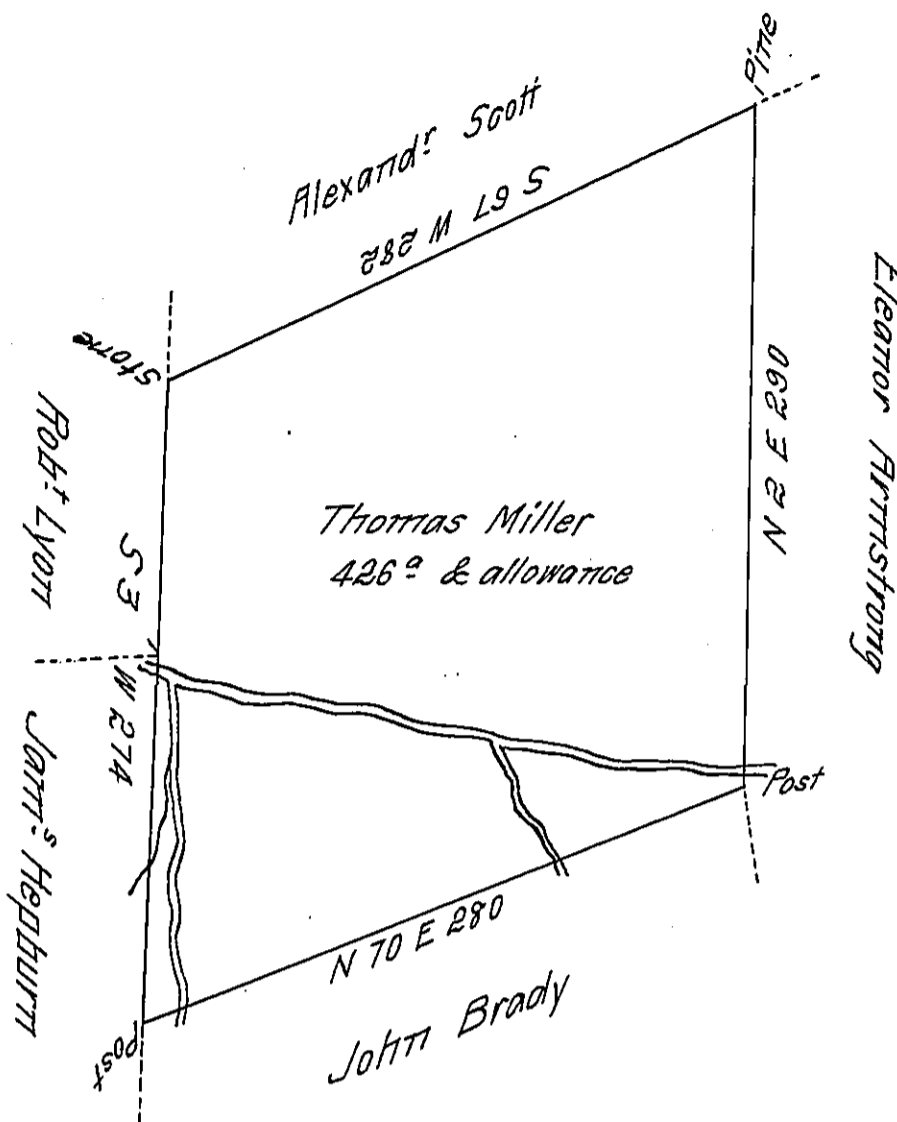 Pine
Alexandr Scott
S 67 W 282
Stone
Eleanor Armstrong
N 2 E 290
Robt Lyon
S 3 W 274
Thomas Miller
426a & allowance
Jams Hepburn
Post
N 70 E 280
Post
John Brady